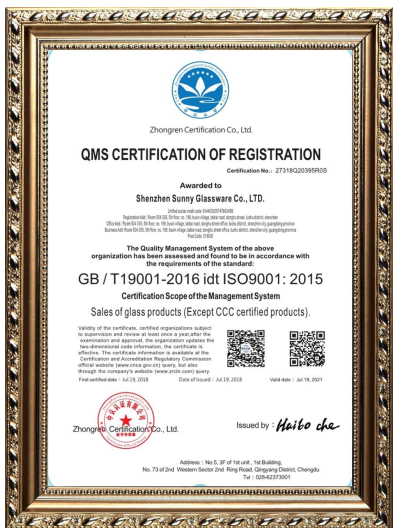 Zhongren Certification Co., Ltd.
QMS CERTIFICATION OF REGISTRATION
Certification No.: 27318Q20395R0S
Awarded to
Shenzhen Sunny Glassware Co., LTD.
The Quality Management System of the above
organization has been assessed and found to be in accordance with
the requirements of the standard:
GB / T19001-2016 idt ISO9001: 2015
Certification Scope of the Management System
Sales of glass products (Except CCC certified products).
Validity of the certificate, certified organizations subject
to supervision and review at least once a year,after the
examination and approval, the organization updates the
two-dimensional code information, the certificate is
effective. The certificate information is available at the
Certification and Accreditation Regulatory Commission
official website (www.cnca.gov.cn) query, but also
through the company's website (www.zrcln.com) query.
First certified date : Jul.19, 2018 Date of Issued : Jul.19, 2018 Valid date : Jul.18, 2021
Zhongren Certification Co., Ltd.
Issued by : Haibo che
Address : No.5, 3F of 1st unit , 1st Building,
No. 73 of 2nd Western Sector 2nd Ring Road, Qingyang District, Chengdu
Tel : 028-62373001